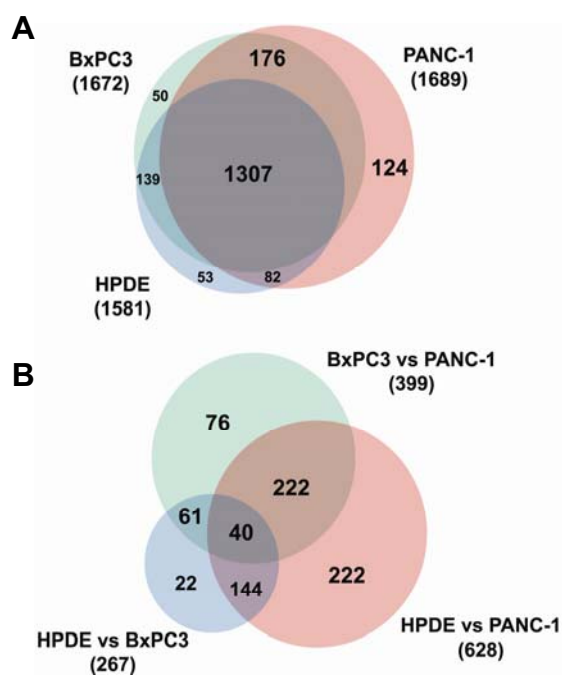 A
BxPC3
(1672)
176
PANC-1
(1689)
50
139
1307
124
HPDE
(1581)
53
82
B
BxPC3 vs PANC-1
(399)
76
222
61
40
22
144
222
HPDE vs BxPC3
(267)
HPDE vs PANC-1
(628)